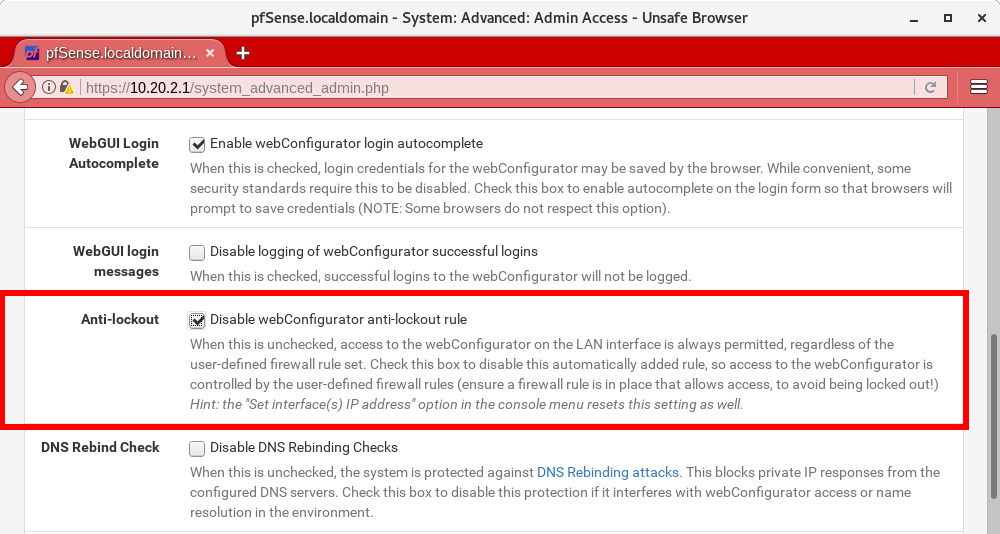 pfSense.localdomain - System: Advanced: Admin Access - Unsafe Browser
pf pfSense.localdomain… × +
https://10.20.2.1/system_advanced_admin.php
WebGUI Login Autocomplete
Enable webConfigurator login autocomplete
When this is checked, login credentials for the webConfigurator may be saved by the browser. While convenient, some
security standards require this to be disabled. Check this box to enable autocomplete on the login form so that browsers will
prompt to save credentials (NOTE: Some browsers do not respect this option).
WebGUI login messages
Disable logging of webConfigurator successful logins
When this is checked, successful logins to the webConfigurator will not be logged.
Anti-lockout
Disable webConfigurator anti-lockout rule
When this is unchecked, access to the webConfigurator on the LAN interface is always permitted, regardless of the
user-defined firewall rule set. Check this box to disable this automatically added rule, so access to the webConfigurator is
controlled by the user-defined firewall rules (ensure a firewall rule is in place that allows access, to avoid being locked out!)
Hint: the "Set interface(s) IP address" option in the console menu resets this setting as well.
DNS Rebind Check
Disable DNS Rebinding Checks
When this is unchecked, the system is protected against DNS Rebinding attacks. This blocks private IP responses from the
configured DNS servers. Check this box to disable this protection if it interferes with webConfigurator access or name
resolution in the environment.